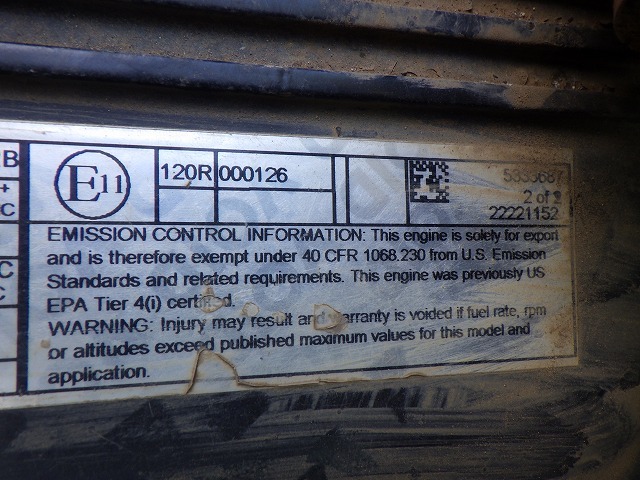 B
E11
120R 000126
+
C
5333687
2 of 2
22221152
EMISSION CONTROL INFORMATION: This engine is solely for export
and is therefore exempt under 40 CFR 1068.230 from U.S. Emission
Standards and related requirements. This engine was previously US
EPA Tier 4(i) certified.
C
C
WARNING: Injury may result and warranty is voided if fuel rate, rpm
or altitudes exceed published maximum values for this model and
application.